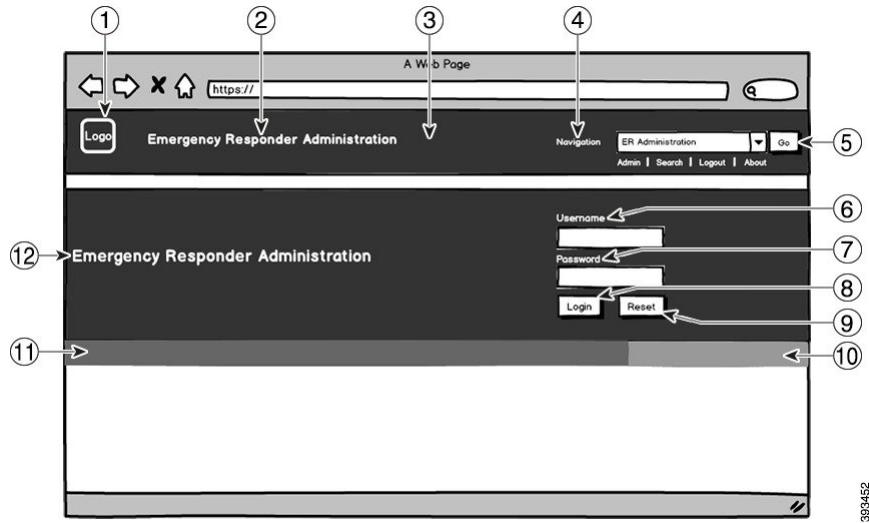 1 2 3 4
A Web Page
https://
Logo
Emergency Responder Administration
Navigation
ER Administration
Go
5
Admin | Search | Logout | About
Username
6
Password
7
12
Emergency Responder Administration
8
Login Reset
9
11
10
393452